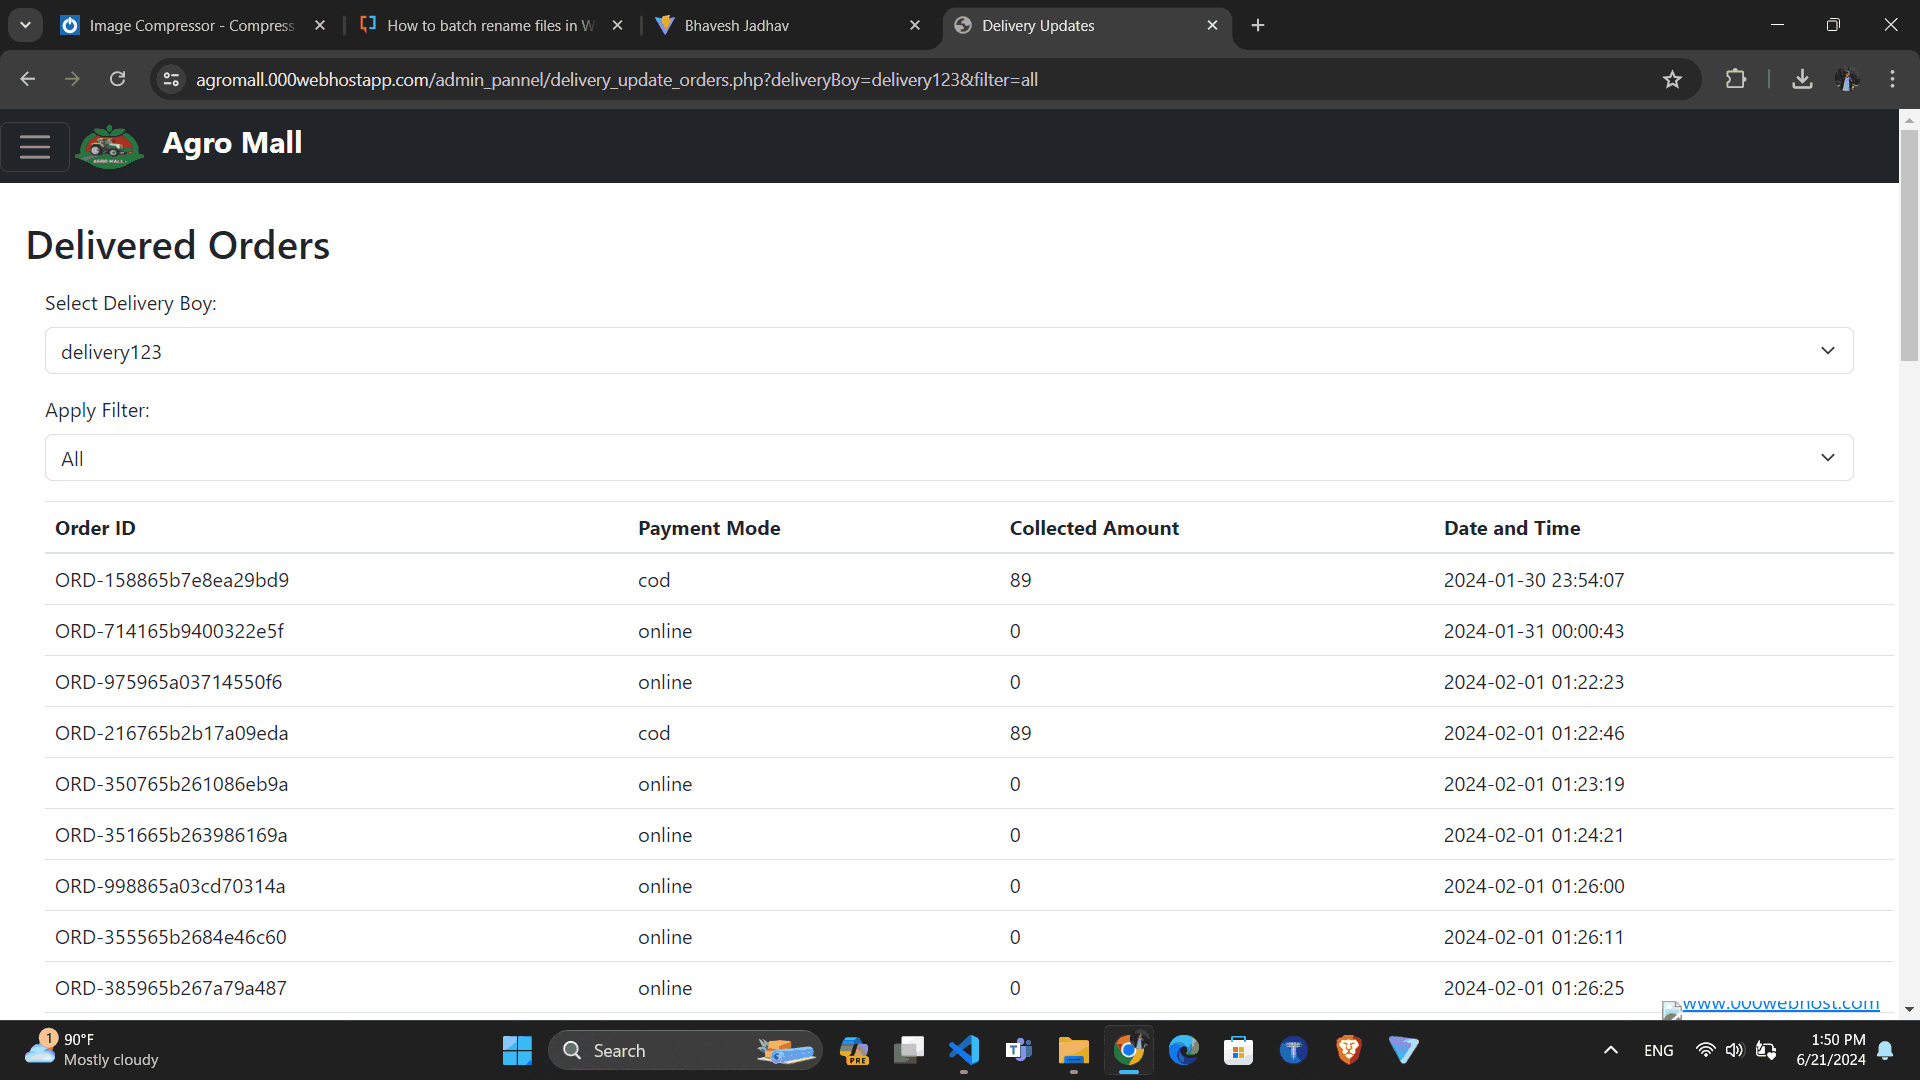 Image Compressor - Compress
How to batch rename files in W
Bhavesh Jadhav
Delivery Updates
agromall.000webhostapp.com/admin_pannel/delivery_update_orders.php?deliveryBoy=delivery123&filter=all
AGRO MALL
Agro Mall
Delivered Orders
Select Delivery Boy:
delivery123
Apply Filter:
All
Order ID Payment Mode Collected Amount Date and Time
ORD-158865b7e8ea29bd9 cod 89 2024-01-30 23:54:07
ORD-714165b9400322e5f online 0 2024-01-31 00:00:43
ORD-975965a03714550f6 online 0 2024-02-01 01:22:23
ORD-216765b2b17a09eda cod 89 2024-02-01 01:22:46
ORD-350765b261086eb9a online 0 2024-02-01 01:23:19
ORD-351665b263986169a online 0 2024-02-01 01:24:21
ORD-998865a03cd70314a online 0 2024-02-01 01:26:00
ORD-355565b2684e46c60 online 0 2024-02-01 01:26:11
ORD-385965b267a79a487 online 0 2024-02-01 01:26:25
www.000webhost.com
1
90°F
Mostly cloudy
Search
PRE
T
T
ENG
1:50 PM
6/21/2024